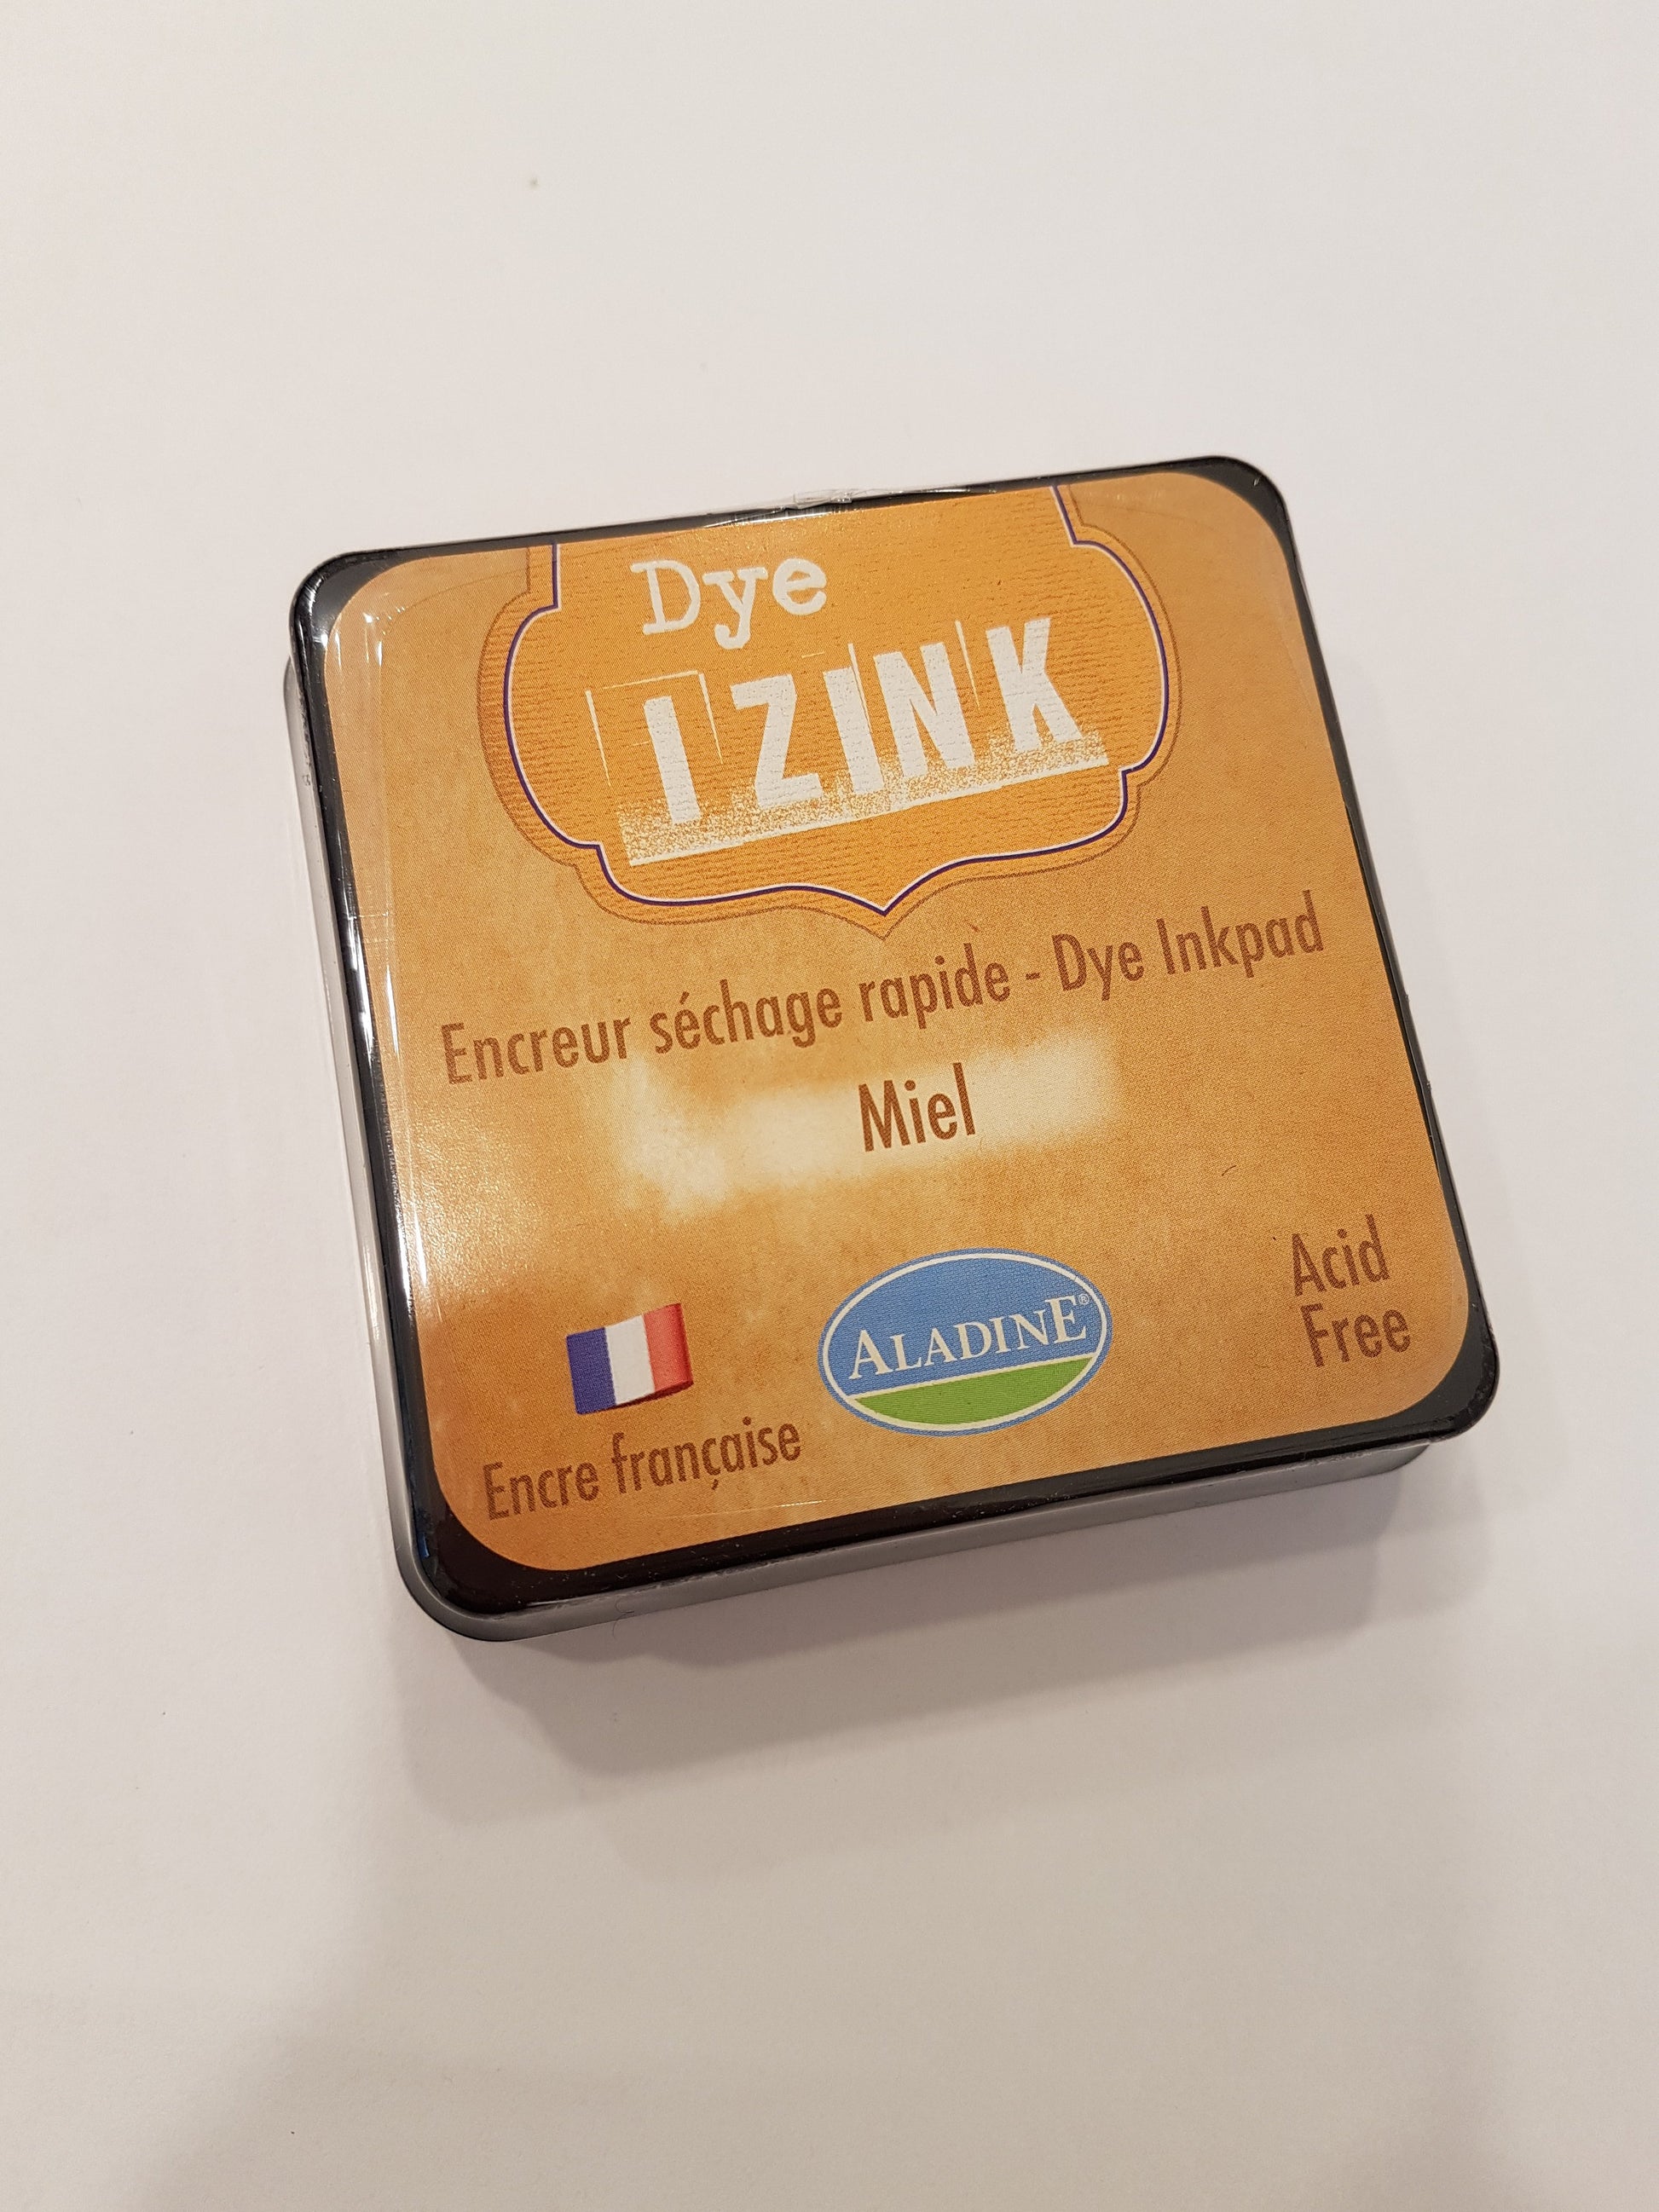 Dye
IZINK
Encreur séchage rapide - Dye Inkpad
Miel
Acid
Free
ALADINE®
Encre française